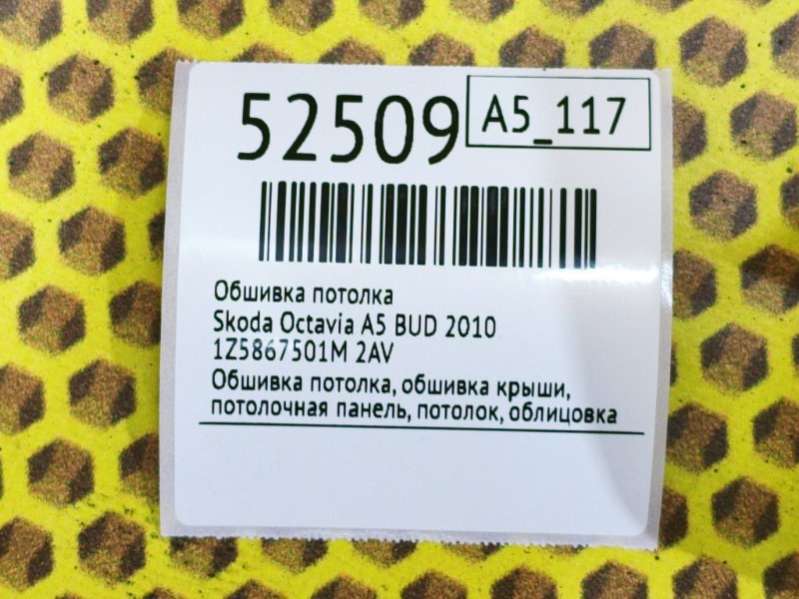 52509
A5_117
Обшивка потолка
Skoda Octavia A5 BUD 2010
1Z5867501M 2AV
Обшивка потолка, обшивка крыши,
потолочная панель, потолок, облицовка